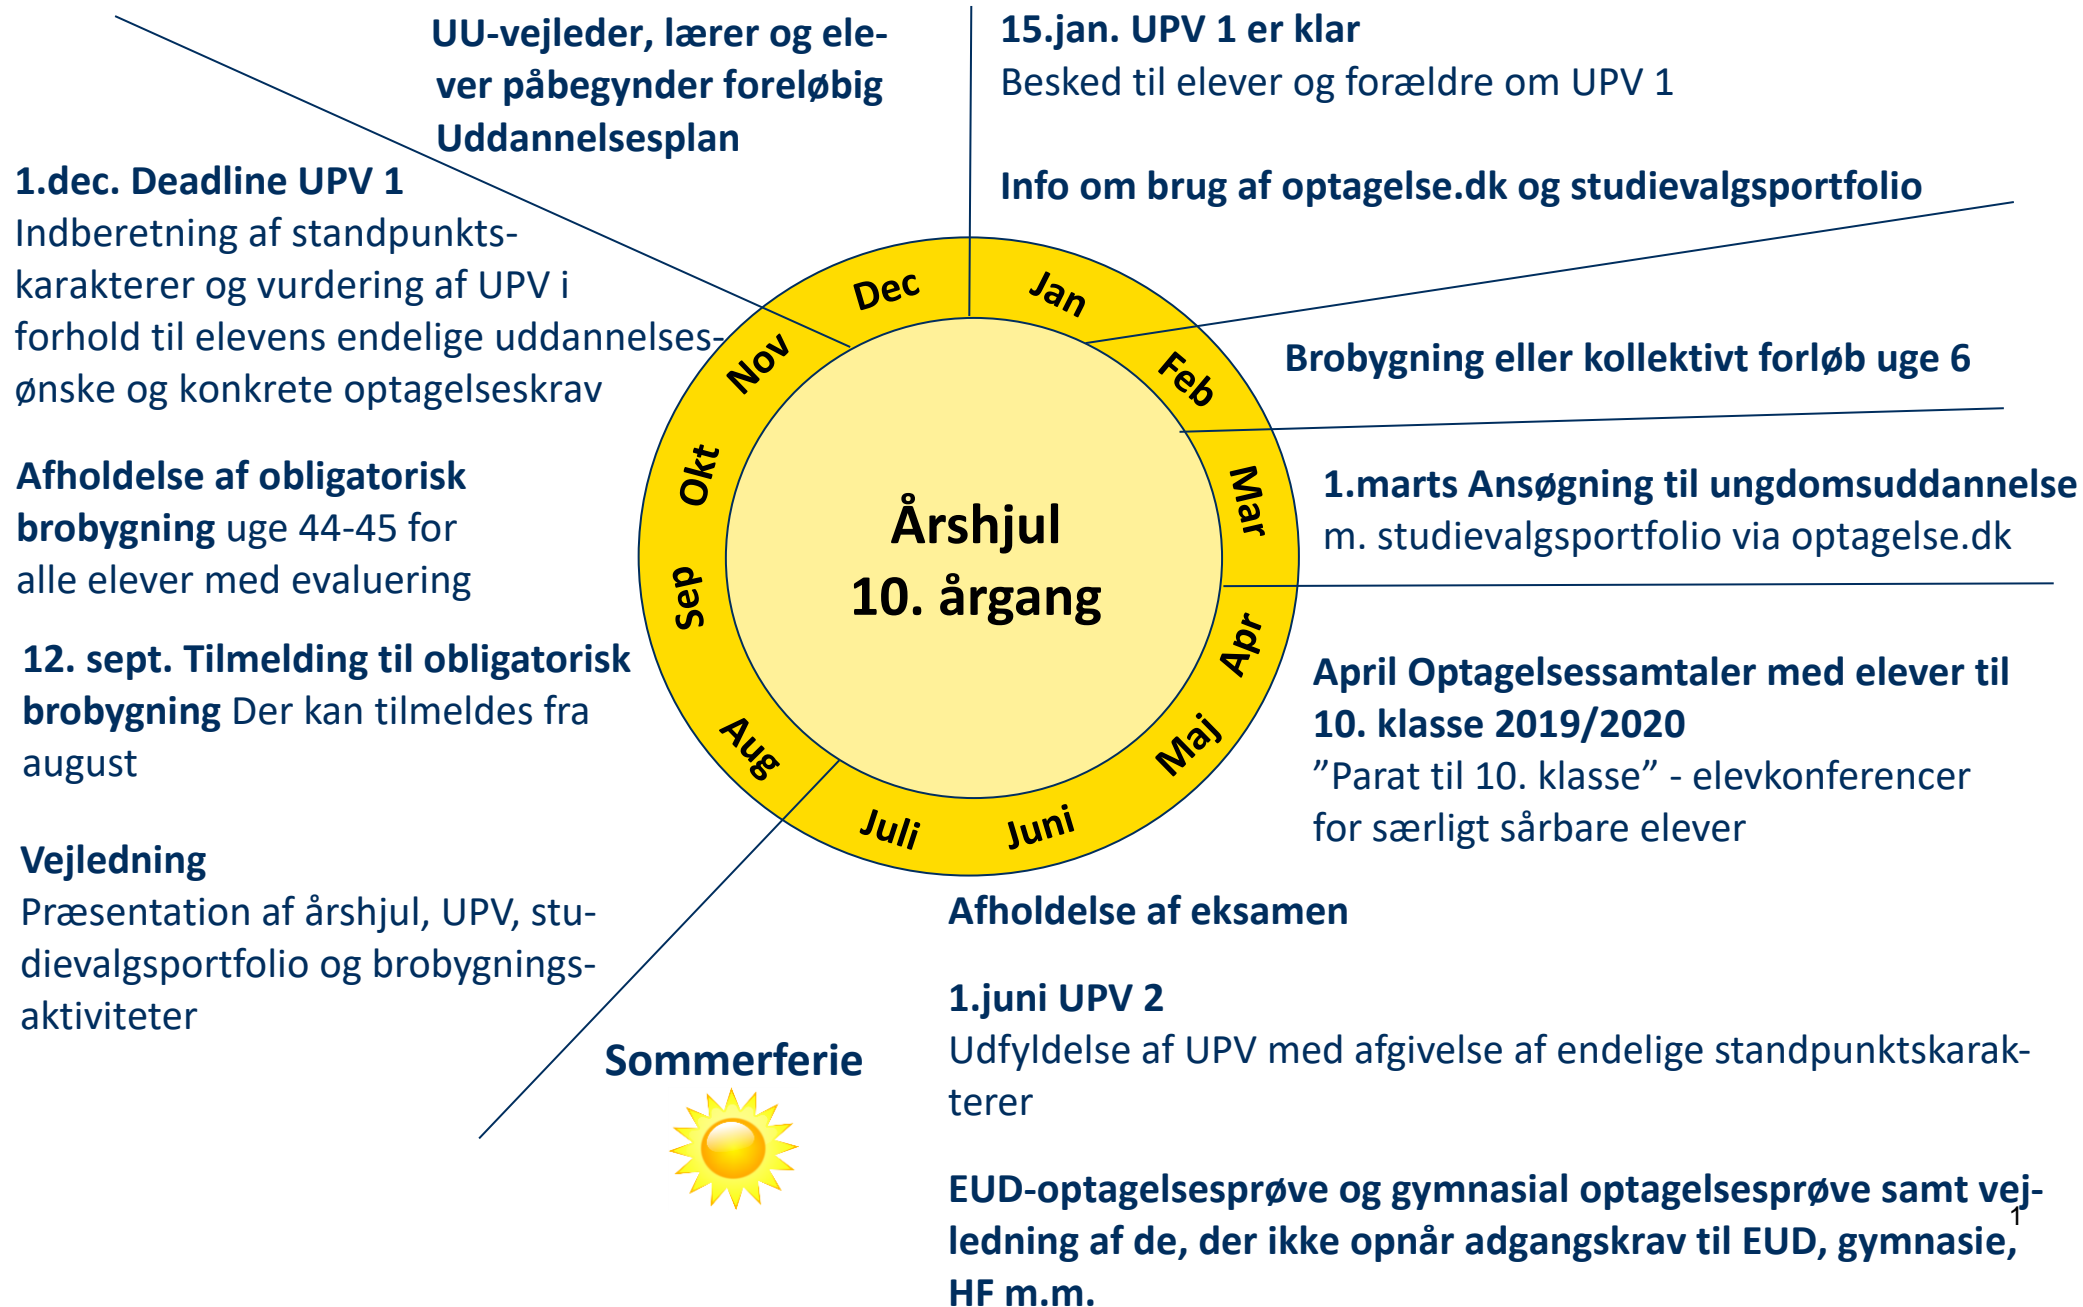 UU-vejleder, lærer og ele-
ver påbegynder foreløbig
Uddannelsesplan
15.jan. UPV 1 er klar
Besked til elever og forældre om UPV 1
Info om brug af optagelse.dk og studievalgsportfolio
Brobygning eller kollektivt forløb uge 6
1.marts Ansøgning til ungdomsuddannelse
m. studievalgsportfolio via optagelse.dk
April Optagelsessamtaler med elever til
10. klasse 2019/2020
”Parat til 10. klasse” - elevkonferencer
for særligt sårbare elever
Afholdelse af eksamen
1.juni UPV 2
Udfyldelse af UPV med afgivelse af endelige standpunktskarak-
terer
EUD-optagelsesprøve og gymnasial optagelsesprøve samt vej-
ledning af de, der ikke opnår adgangskrav til EUD, gymnasie,
HF m.m.
1
Sommerferie
1.dec. Deadline UPV 1
Indberetning af standpunkts-
karakterer og vurdering af UPV i
forhold til elevens endelige uddannelses-
ønske og konkrete optagelseskrav
Afholdelse af obligatorisk
brobygning uge 44-45 for
alle elever med evaluering
12. sept. Tilmelding til obligatorisk
brobygning Der kan tilmeldes fra
august
Vejledning
Præsentation af årshjul, UPV, stu-
dievalgsportfolio og brobygnings-
aktiviteter
Jan
Feb
Mar
Apr
Maj
Juni
Juli
Aug
Sep
Okt
Nov
Dec
Årshjul
10. årgang